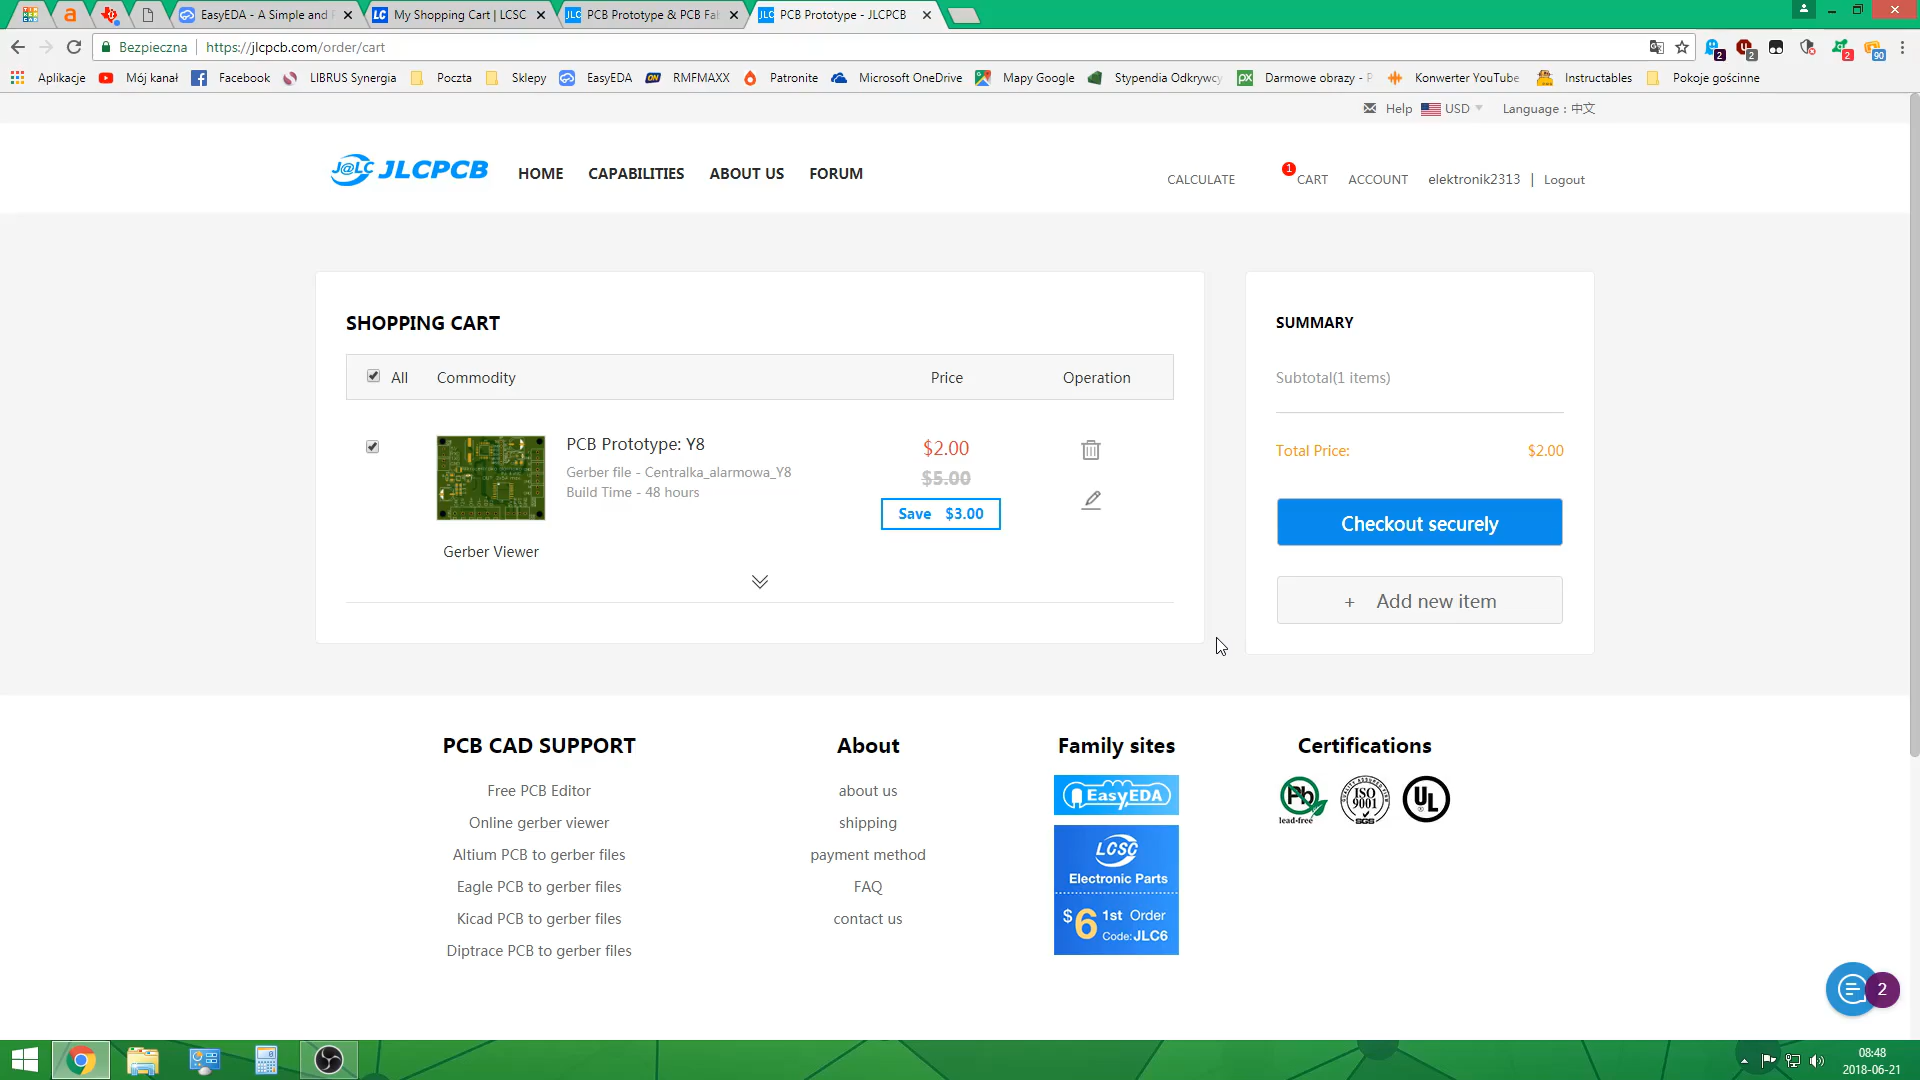 EasyEDA - A Simple and
My Shopping Cart | LCSC
PCB Prototype & PCB Fa
PCB Prototype - JLCPCB
Bezpieczna
https://jlcpcb.com/order/cart
2
2
2
90
Aplikacje
Mój kanał
Facebook
LIBRUS Synergia
Poczta
Sklepy
EasyEDA
RMFMAXX
Patronite
Microsoft OneDrive
Mapy Google
Stypendia Odkrywcy
Darmowe obrazy - P
Konwerter YouTube
Instructables
Pokoje gościnne
Help
USD
Language : 中文
J@LC JLCPCB
HOME
CAPABILITIES
ABOUT US
FORUM
CALCULATE
1
CART
ACCOUNT
elektronik2313 | Logout
SHOPPING CART
All
Commodity
Price
Operation
PCB Prototype: Y8
Gerber file - Centralka_alarmowa_Y8
Build Time - 48 hours
$2.00
$5.00
Save $3.00
Gerber Viewer
SUMMARY
Subtotal(1 items)
Total Price:
$2.00
Checkout securely
+ Add new item
PCB CAD SUPPORT
Free PCB Editor
Online gerber viewer
Altium PCB to gerber files
Eagle PCB to gerber files
Kicad PCB to gerber files
Diptrace PCB to gerber files
About
about us
shipping
payment method
FAQ
contact us
Family sites
EasyEDA
LCSC
Electronic Parts
$6 1st Order
Code:JLC6
Certifications
Pb
lead-free
ISO
9001
SGS
UL
2
08:48
2018-06-21